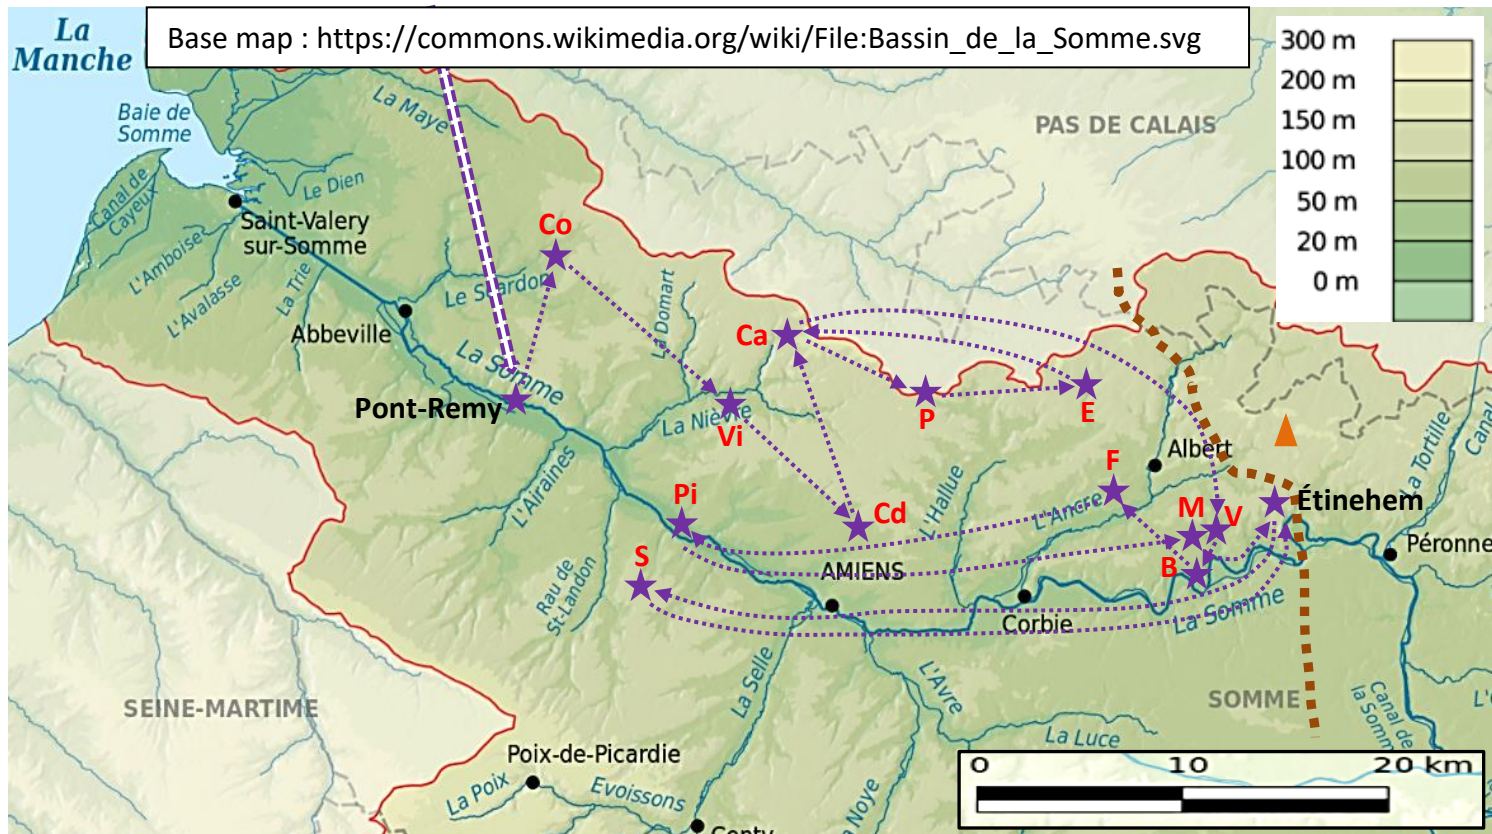 La
Manche
Base map : https://commons.wikimedia.org/wiki/File:Bassin_de_la_Somme.svg
300 m
200 m
150 m
100 m
50 m
20 m
0 m
Baie de
Somme
La Maye
PAS DE CALAIS
Canal de
Cayeux
Le Dien
Saint-Valery
sur-Somme
L'Amboise
L'Avalasse
La Trie
Co
Le Scardon
Abbeville
La Domart
Ca
La Somme
Pont-Remy
La Nièvre
Vi
P
E
Albert
La Tortille
Canal
L'Airaines
Pi
Cd
L'Hallue
F
L'Ancre
M
V
Étinehem
Péronne
S
B
AMIENS
Rau de
St-Landon
Corbie
La Somme
La Selle
L'Avre
SEINE-MARTIME
SOMME
La Luce
Canal de
la Somm
Poix-de-Picardie
La Poix
Evoissons
La Noye
0
10
20 km